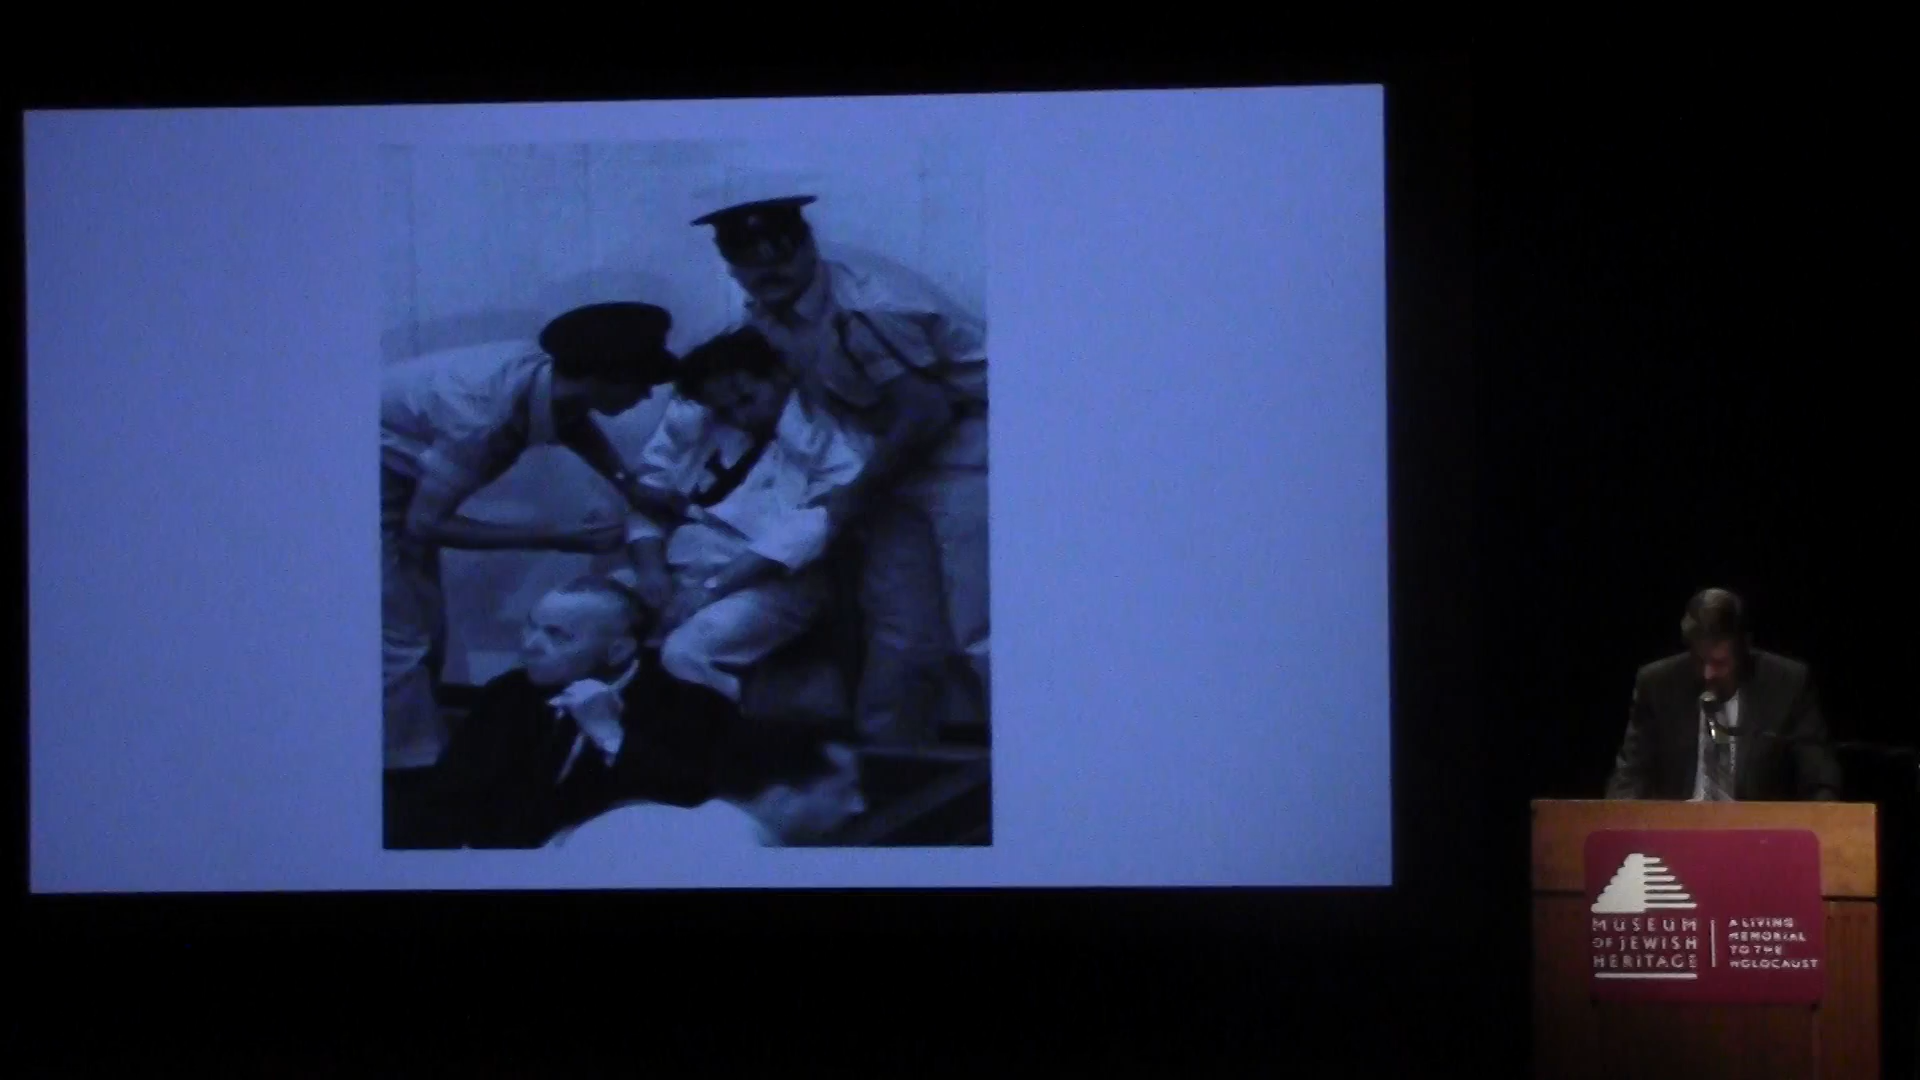 MUSEUM
OF JEWISH
HERITAGE
A LIVING
MEMORIAL
TO THE
HOLOCAUST